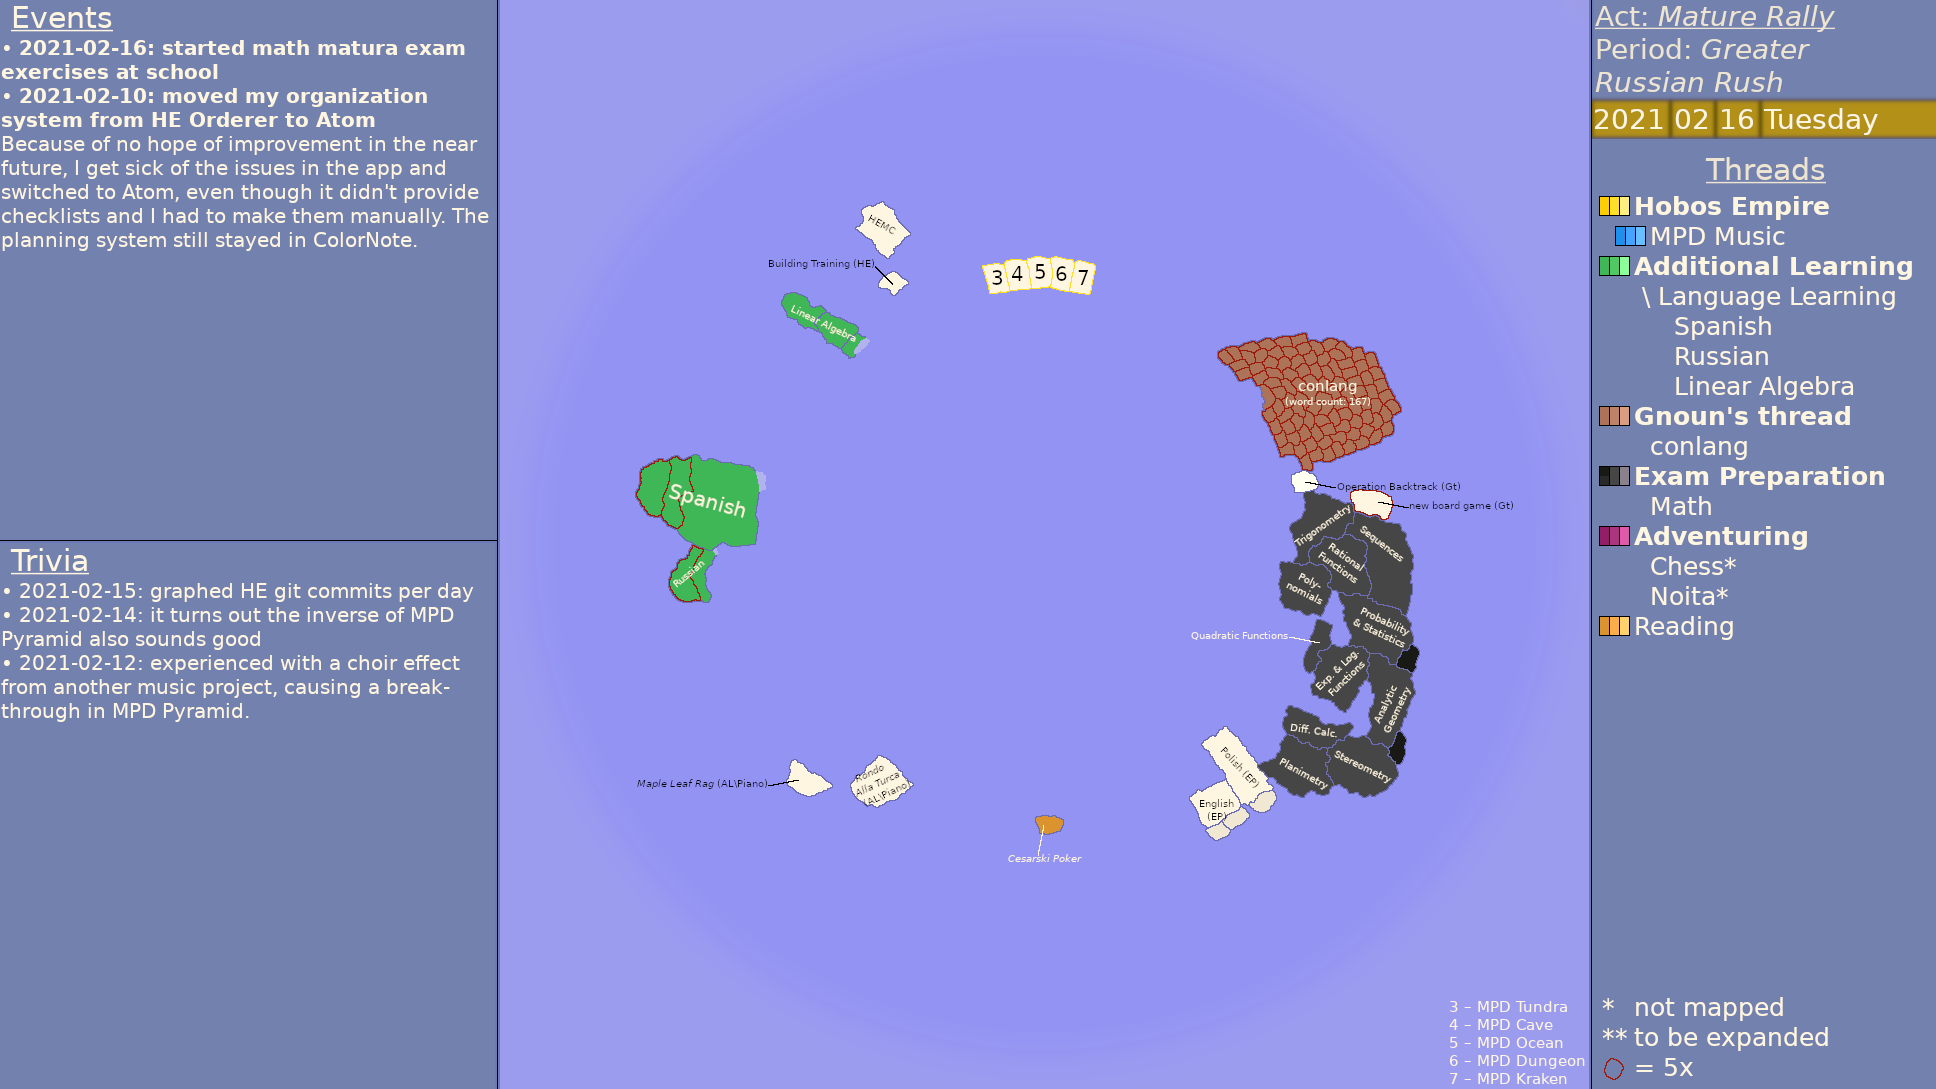 Events
• 2021-02-16: started math matura exam
exercises at school
• 2021-02-10: moved my organization
system from HE Orderer to Atom
Because of no hope of improvement in the near
future, I get sick of the issues in the app and
switched to Atom, even though it didn't provide
checklists and I had to make them manually. The
planning system still stayed in ColorNote.
Trivia
• 2021-02-15: graphed HE git commits per day
• 2021-02-14: it turns out the inverse of MPD
Pyramid also sounds good
• 2021-02-12: experienced with a choir effect
from another music project, causing a break-
through in MPD Pyramid.
HEMC
Building Training (HE)
Linear Algebra
3 4 5 6 7
conlang
(word count: 167)
Spanish
Russian
Operation Backtrack (Gt)
new board game (Gt)
Trigonometry
Sequences
Rational
Functions
Poly-
nomials
Probability
& Statistics
Quadratic Functions
Exp. & Log.
Functions
Analytic
Geometry
Diff. Calc.
Planimetry
Stereometry
Polish (EP)
English
(EP)
Maple Leaf Rag (AL\Piano)
Rondo
Alla Turca
(AL\Piano)
Cesarski Poker
3 – MPD Tundra
4 – MPD Cave
5 – MPD Ocean
6 – MPD Dungeon
7 – MPD Kraken
Act: Mature Rally
Period: Greater
Russian Rush
2021 02 16 Tuesday
Threads
Hobos Empire
MPD Music
Additional Learning
\ Language Learning
Spanish
Russian
Linear Algebra
Gnoun's thread
conlang
Exam Preparation
Math
Adventuring
Chess*
Noita*
Reading
* not mapped
** to be expanded
= 5x